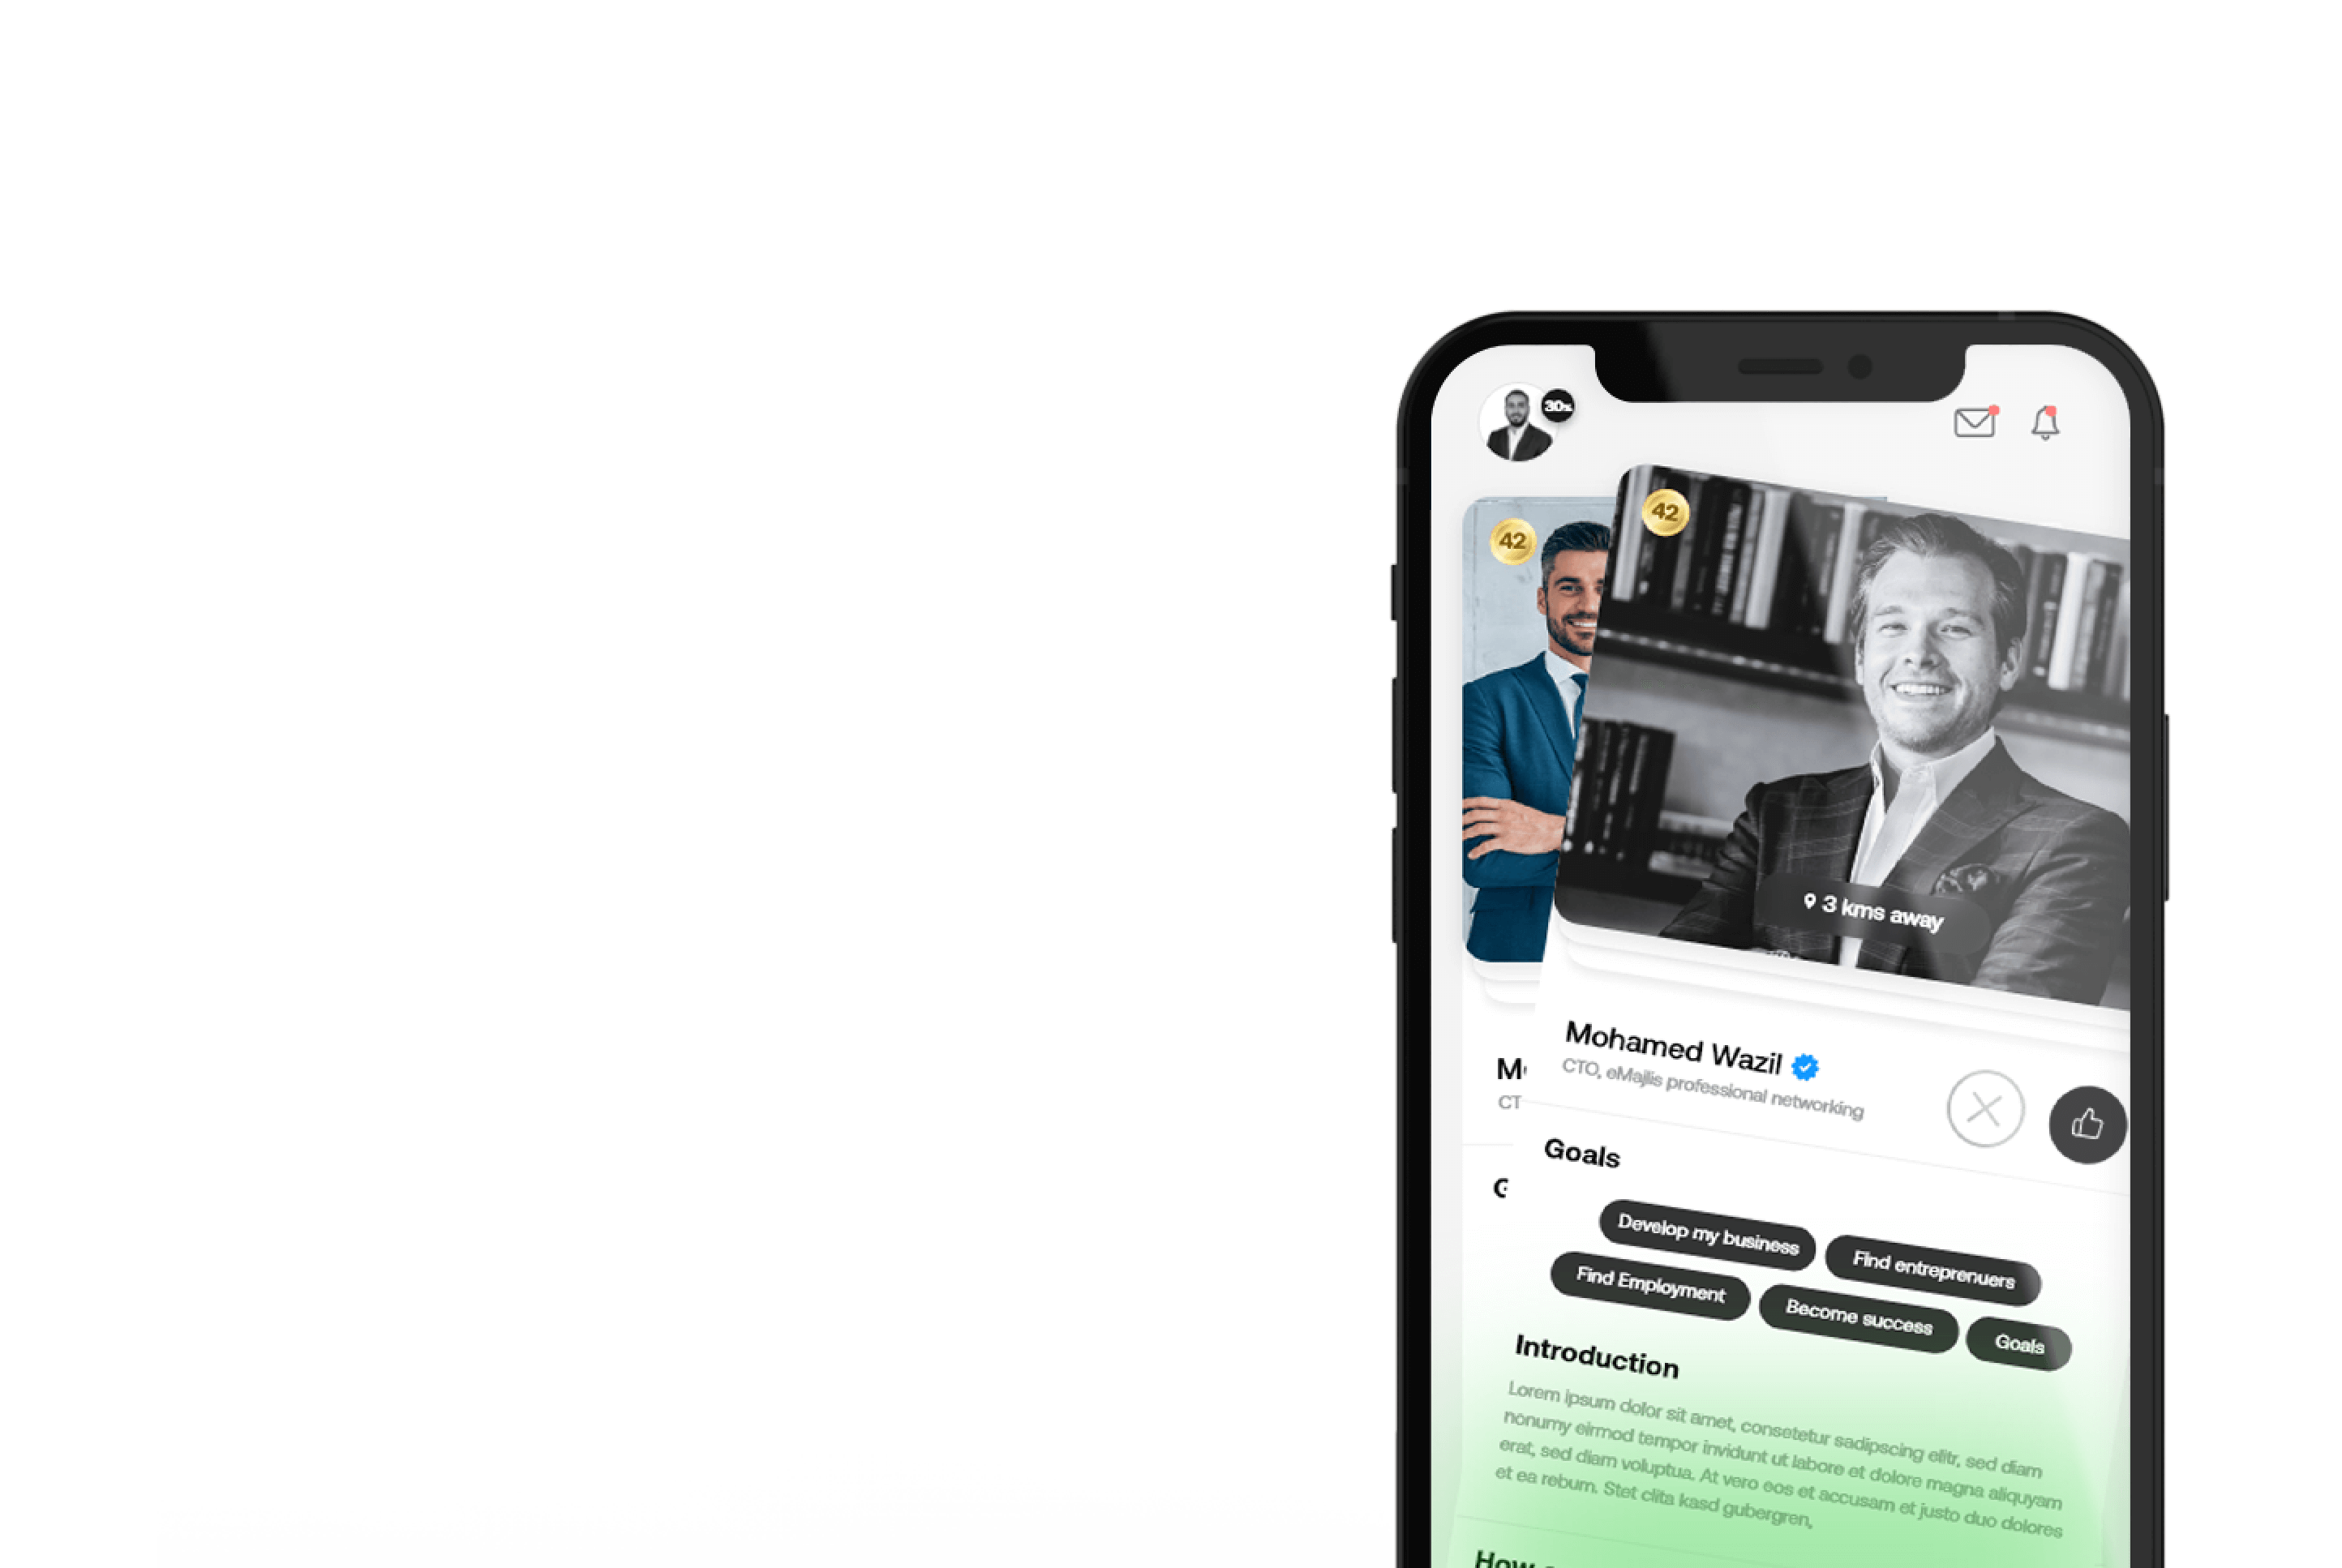 30%
42
42
3 kms away
Mohamed Wazil
CTO, eMajlis professional networking
M
CT
Goals
G
Develop my business
Find entreprenuers
Find Employment
Become success
Goals
Introduction
Lorem ipsum dolor sit amet, consetetur sadipscing elitr, sed diam
nonumy eirmod tempor invidunt ut labore et dolore magna aliquyam
erat, sed diam voluptua. At vero eos et accusam et justo duo dolores
et ea rebum. Stet clita kasd gubergren,
How